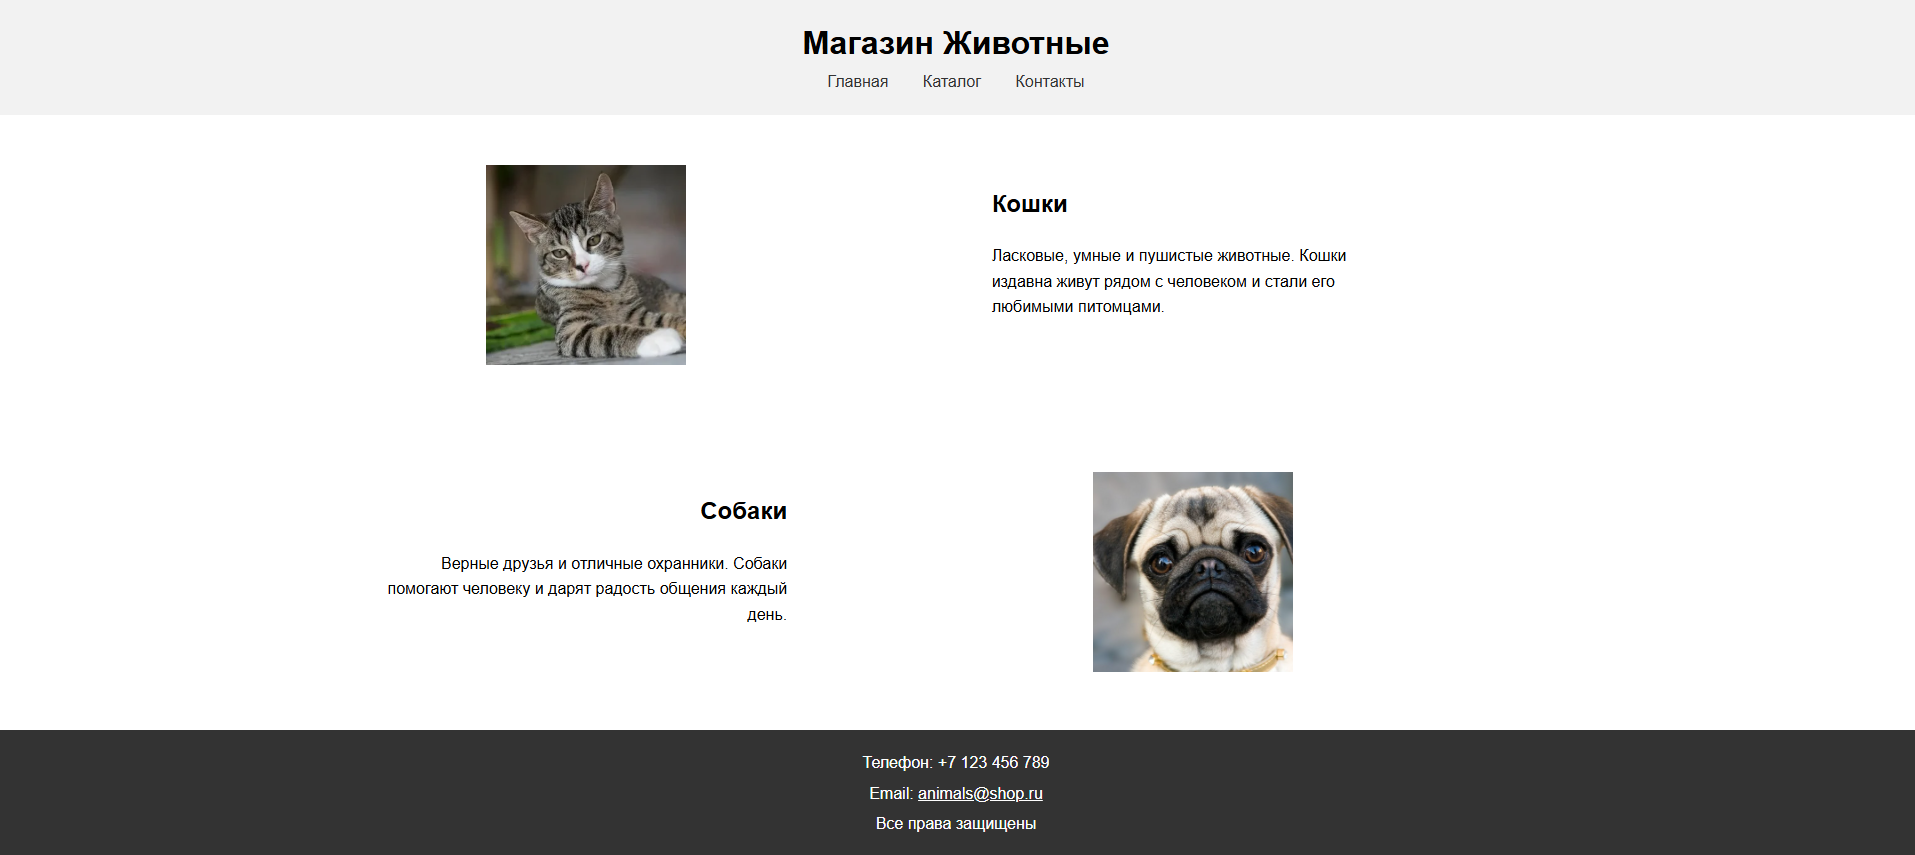 Магазин Животные
Главная Каталог Контакты
Кошки
Ласковые, умные и пушистые животные. Кошки
издавна живут рядом с человеком и стали его
любимыми питомцами.
Собаки
Верные друзья и отличные охранники. Собаки
помогают человеку и дарят радость общения каждый
день.
Телефон: +7 123 456 789
Email: animals@shop.ru
Все права защищены